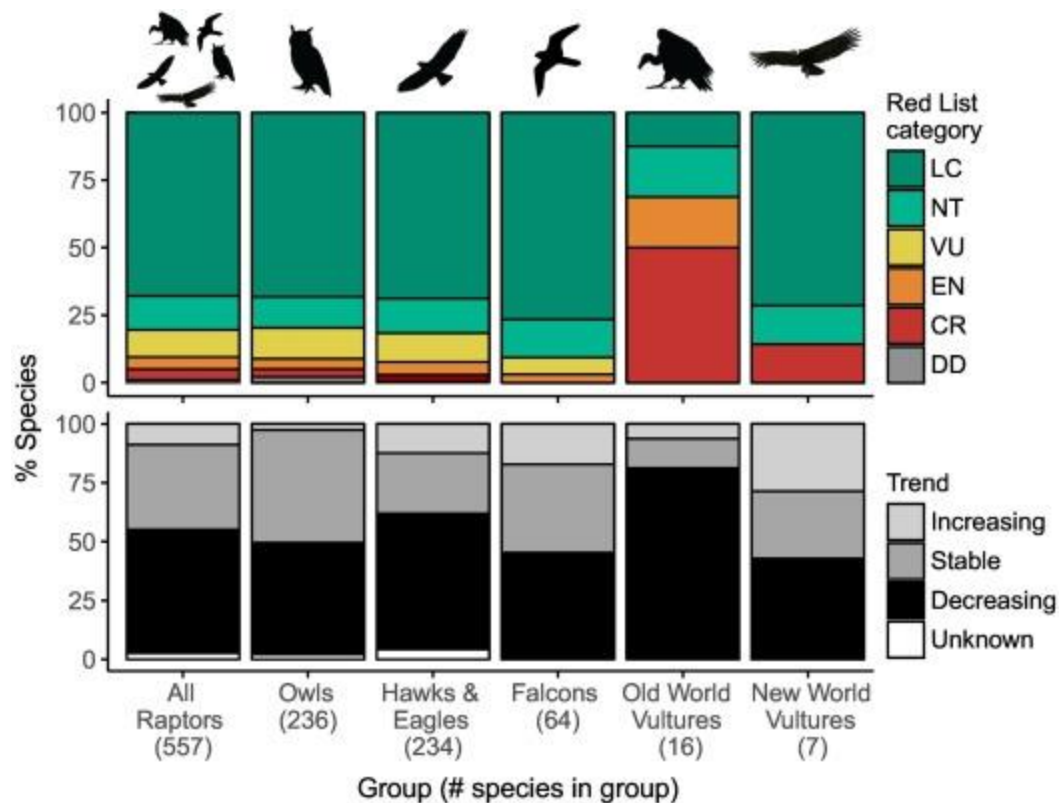 100
75
50
25
0
Red List
category
LC
NT
VU
EN
CR
DD
% Species
100
75
50
25
0
Trend
Increasing
Stable
Decreasing
Unknown
All
Raptors
(557)
Owls
(236)
Hawks &
Eagles
(234)
Falcons
(64)
Old World
Vultures
(16)
New World
Vultures
(7)
Group (# species in group)